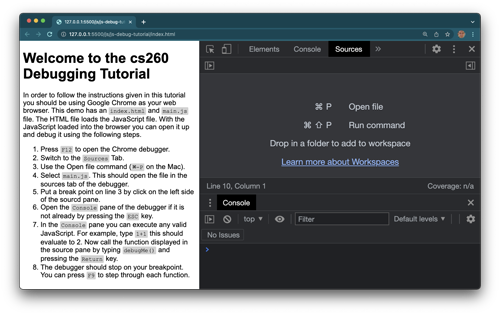 127.0.0.1:5500/js/js-debug-tutorial
127.0.0.1:5500/js/js-debug-tutorial/index.html
Welcome to the cs260
Debugging Tutorial
In order to follow the instructions given in this tutorial
you should be using Google Chrome as your web
browser. This demo has an index.html and main.js
file. The HTML file loads the JavaScript file. With the
JavaScript loaded into the browser you can open it up
and debug it using the following steps.
1. Press F12 to open the Chrome debugger.
2. Switch to the Sources Tab.
3. Use the Open file command (⌘-P on the Mac).
4. Select main.js. This should open the file in the
sources tab of the debugger.
5. Put a break point on line 3 by click on the left side
of the sourcd pane.
6. Open the Console pane of the debugger if it is
not already by pressing the ESC key.
7. In the Console pane you can execute any valid
JavaScript. For example, type 1+1 this should
evaluate to 2. Now call the function displayed in
the source pane by typing debugMe() and
pressing the Return key.
8. The debugger should stop on your breakpoint.
You can press F9 to step through each function.
Elements Console Sources »
⌘ P Open file
⌘ ⇧ P Run command
Drop in a folder to add to workspace
Learn more about Workspaces
Line 10, Column 1 Coverage: n/a
Console
top Filter Default levels
No Issues